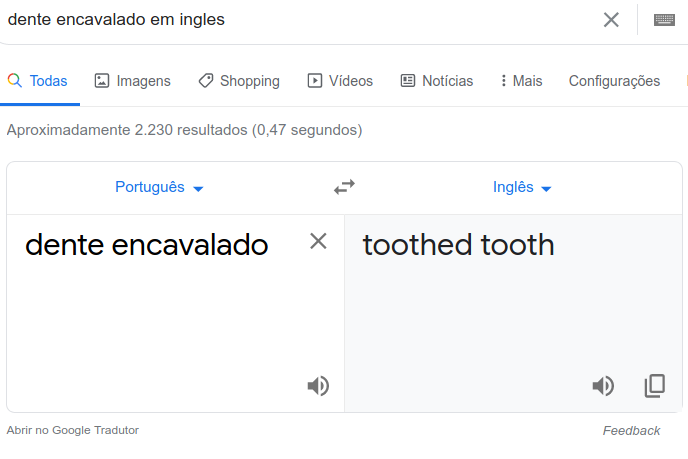 dente encavalado em ingles
Todas Imagens Shopping Vídeos Notícias Mais Configurações
Aproximadamente 2.230 resultados (0,47 segundos)
Português Inglês
dente encavalado toothed tooth
Abrir no Google Tradutor Feedback